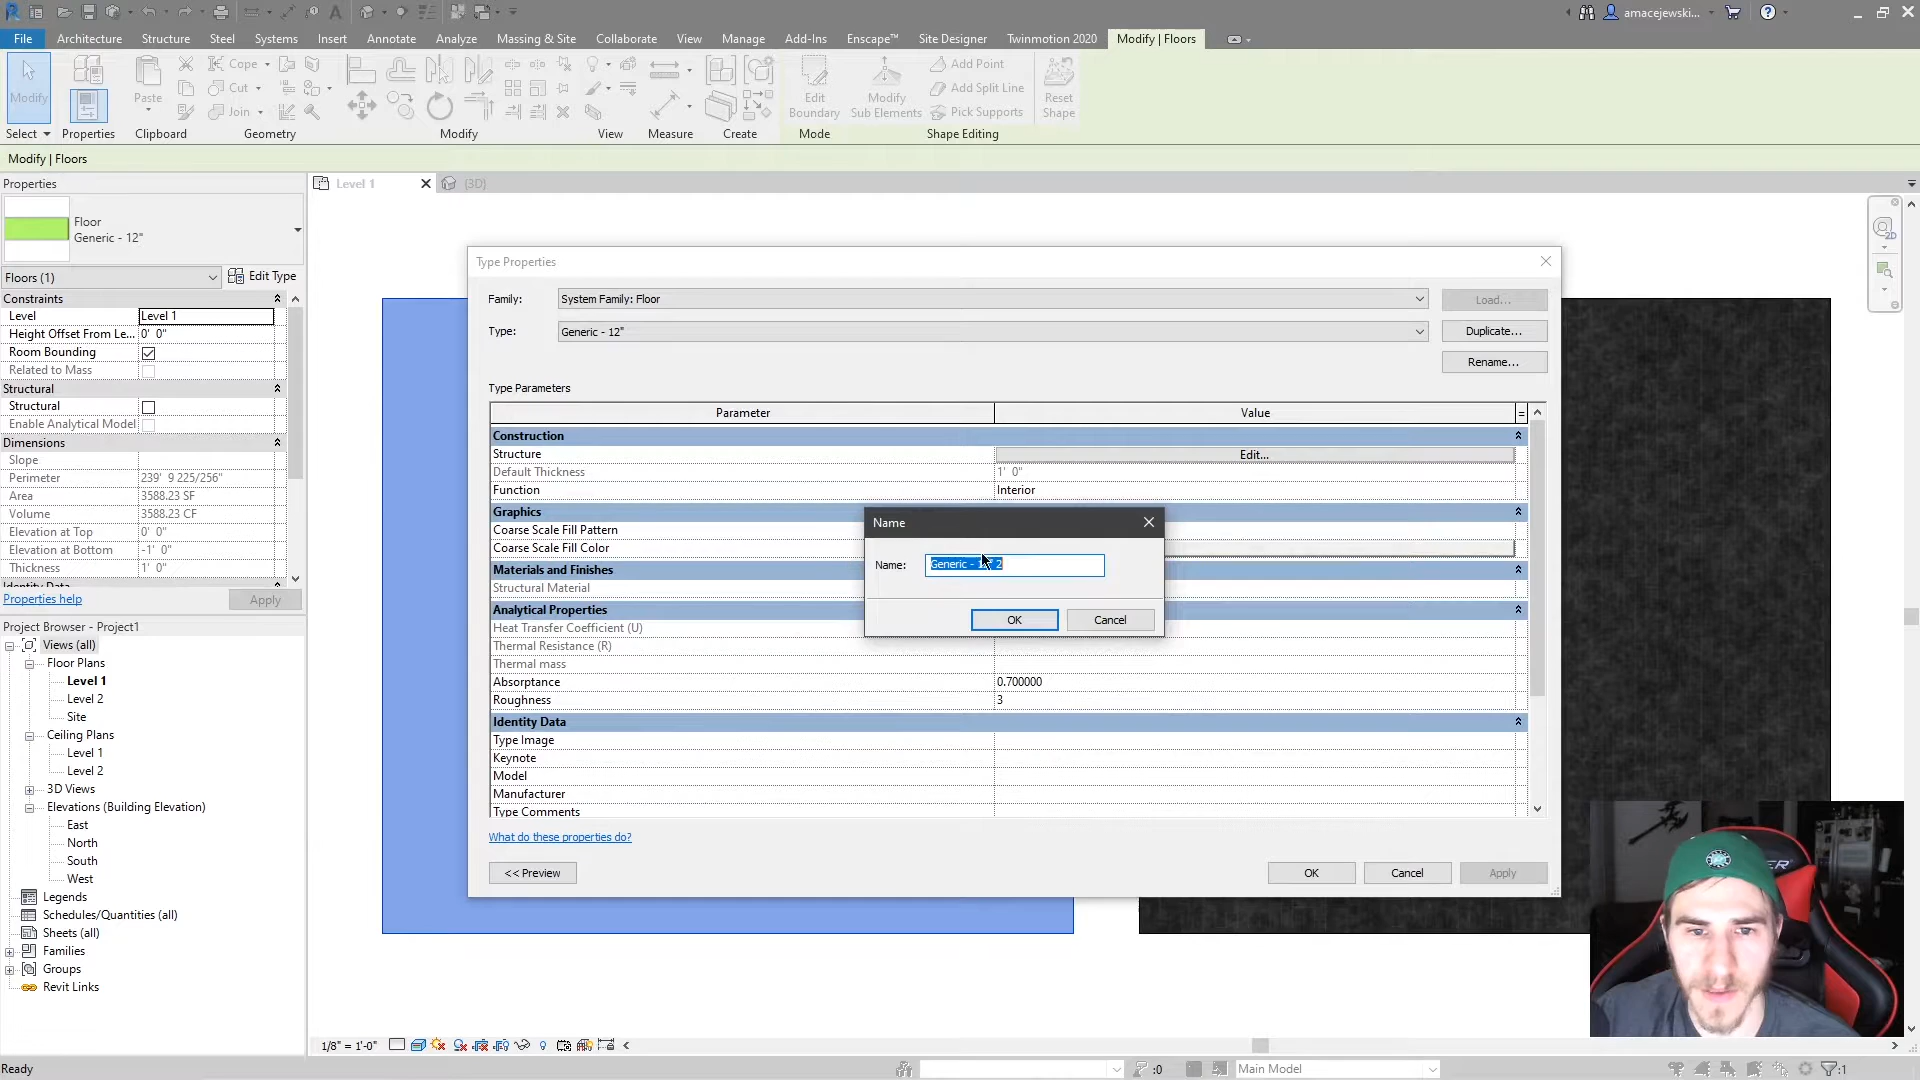 amacejewski...
File Architecture Structure Steel Systems Insert Annotate Analyze Massing & Site Collaborate View Manage Add-Ins Enscape™ Site Designer Twinmotion 2020 Modify | Floors
Modify
Paste
Cope
Cut
Join
Edit Boundary
Modify Sub Elements
Add Point
Add Split Line
Pick Supports
Reset Shape
Select Properties Clipboard Geometry Modify View Measure Create Mode Shape Editing
Modify | Floors
Properties
Floor
Generic - 12"
Floors (1) Edit Type
Constraints
Level Level 1
Height Offset From Le... 0' 0"
Room Bounding
Related to Mass
Structural
Structural
Enable Analytical Model
Dimensions
Slope
Perimeter 239' 9 225/256"
Area 3588.23 SF
Volume 3588.23 CF
Elevation at Top 0' 0"
Elevation at Bottom -1' 0"
Thickness 1' 0"
Identity Data
Properties help Apply
Project Browser - Project1
Views (all)
Floor Plans
Level 1
Level 2
Site
Ceiling Plans
Level 1
Level 2
3D Views
Elevations (Building Elevation)
East
North
South
West
Legends
Schedules/Quantities (all)
Sheets (all)
Families
Groups
Revit Links
Level 1 (3D)
2D
Type Properties
Family: System Family: Floor Load...
Type: Generic - 12" Duplicate...
Rename...
Type Parameters
Parameter Value =
Construction
Structure Edit...
Default Thickness 1' 0"
Function Interior
Graphics
Coarse Scale Fill Pattern
Coarse Scale Fill Color
Materials and Finishes
Structural Material
Analytical Properties
Heat Transfer Coefficient (U)
Thermal Resistance (R)
Thermal mass
Absorptance 0.700000
Roughness 3
Identity Data
Type Image
Keynote
Model
Manufacturer
Type Comments
What do these properties do?
<< Preview OK Cancel Apply
Name
Name: Generic - 2
OK Cancel
1/8" = 1'-0"
Ready :0 Main Model :1